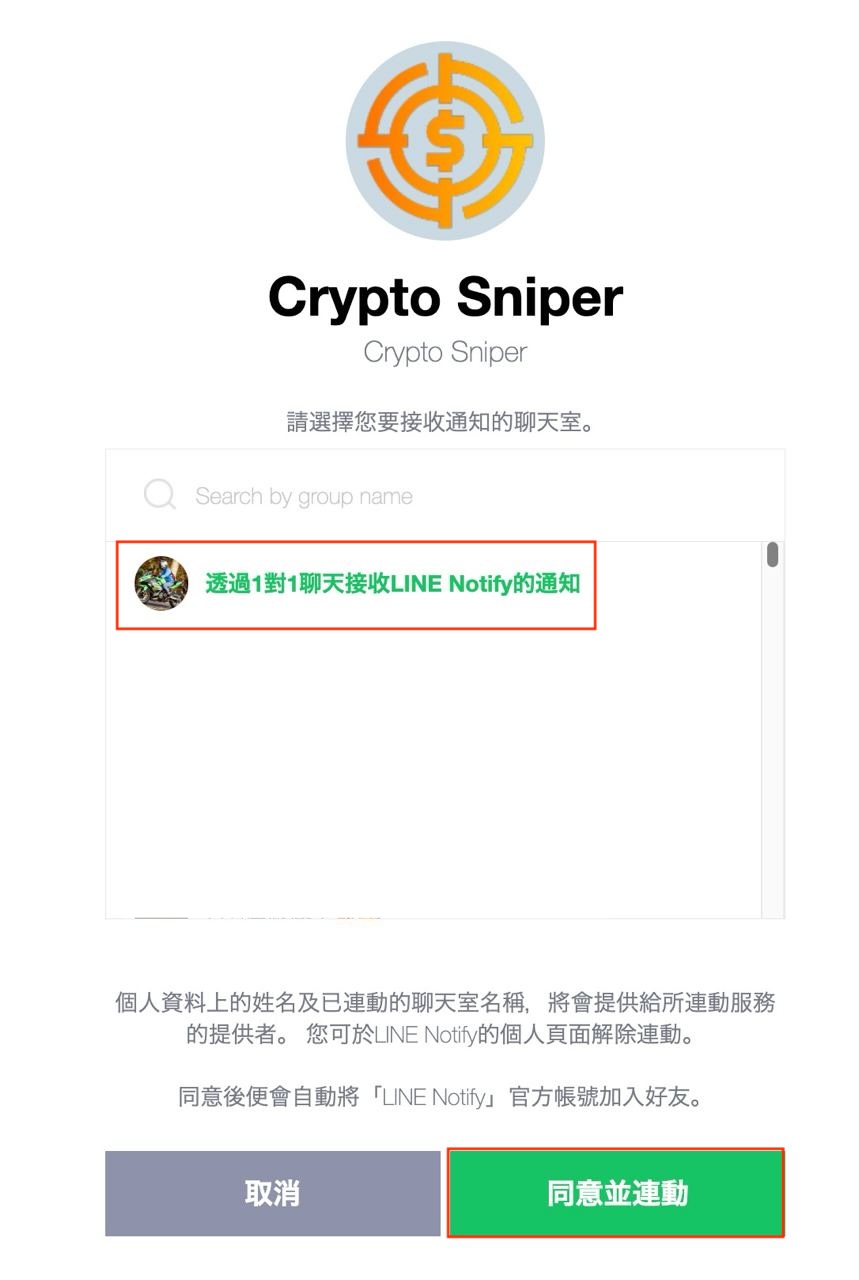 $
Crypto Sniper
Crypto Sniper
請選擇您要接收通知的聊天室。
Search by group name
透過1對1聊天接收LINE Notify的通知
個人資料上的姓名及已連動的聊天室名稱，將會提供給所連動服務
的提供者。 您可於LINE Notify的個人頁面解除連動。
同意後便會自動將「LINE Notify」官方帳號加入好友。
取消
同意並連動